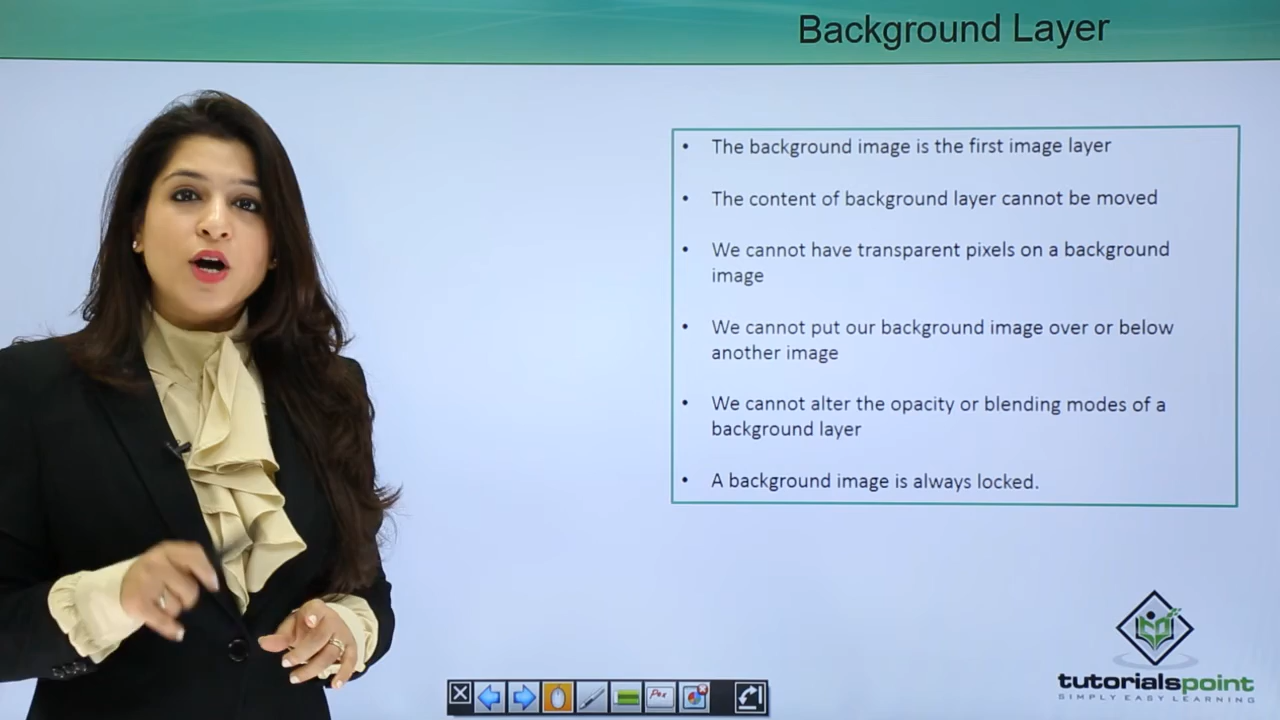 Background Layer
• The background image is the first image layer
• The content of background layer cannot be moved
• We cannot have transparent pixels on a background
image
• We cannot put our background image over or below
another image
• We cannot alter the opacity or blending modes of a
background layer
• A background image is always locked.
Pen
tutorialspoint
SIMPLY EASY LEARNING